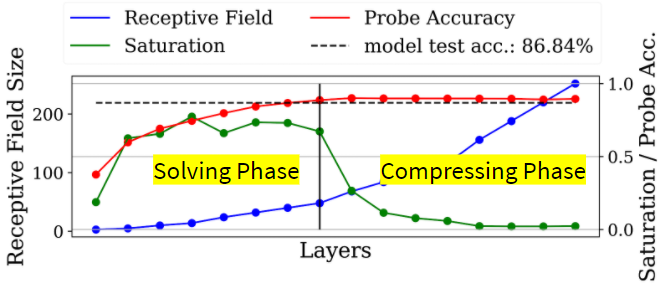 Receptive Field
Probe Accuracy
Saturation
model test acc.: 86.84%
Receptive Field Size
200
100
0
Solving Phase
Compressing Phase
1.0
0.5
0.0
Saturation / Probe Acc.
Layers